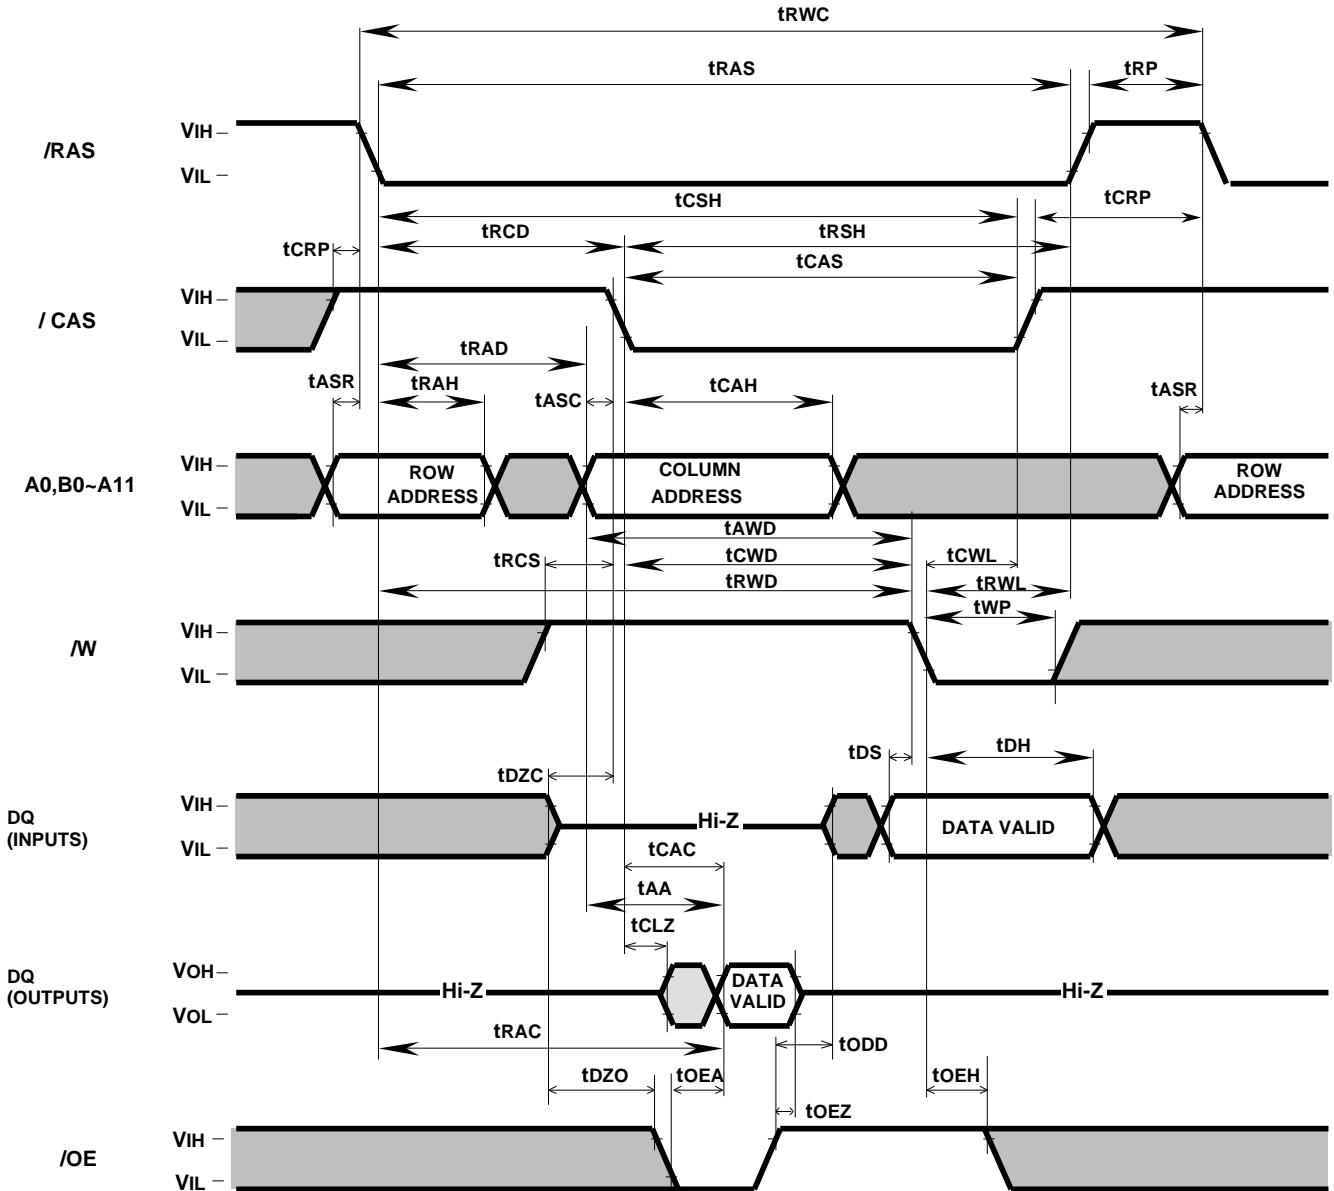 tRWC
tRAS
tRP
VIH
/RAS
VIL
tCSH
tCRP
tRCD
tRSH
tCRP
tCAS
VIH
/ CAS
VIL
tRAD
tASR
tRAH
tASC
tCAH
tASR
VIH
A0,B0~A11
ROW
ADDRESS
COLUMN
ADDRESS
ROW
ADDRESS
VIL
tAWD
tRCS
tCWD
tCWL
tRWD
tRWL
tWP
VIH
/W
VIL
tDS
tDH
tDZC
VIH
DQ
(INPUTS)
Hi-Z
DATA VALID
VIL
tCAC
tAA
tCLZ
VOH
DQ
(OUTPUTS)
Hi-Z
DATA
VALID
Hi-Z
VOL
tRAC
tODD
tDZO
tOEA
tOEH
tOEZ
VIH
/OE
VIL